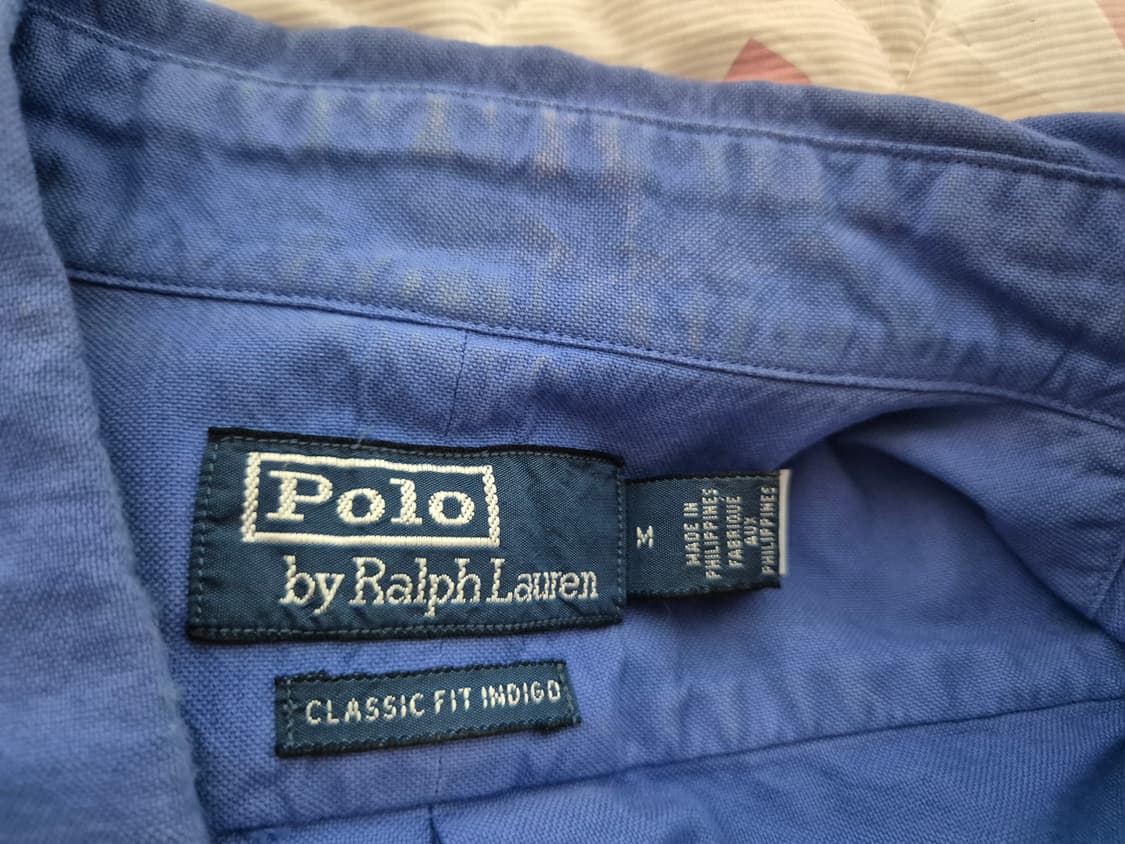 Polo
by Ralph Lauren
M
MADE IN
PHILIPPINES
FABRIQUE
AUX
PHILIPPINES
CLASSIC FIT INDIGO